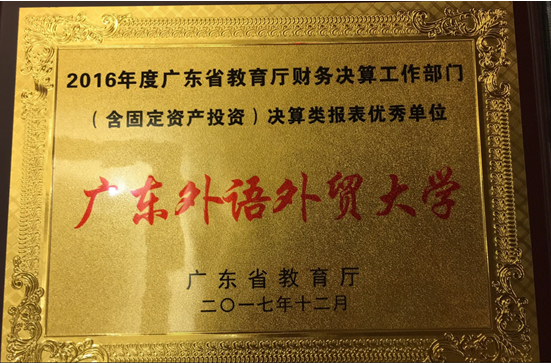 2016年度广东省教育厅财务决算工作部门
（含固定资产投资）决算类报表优秀单位
广东外语外贸大学
广东省教育厅
二〇一七年十二月